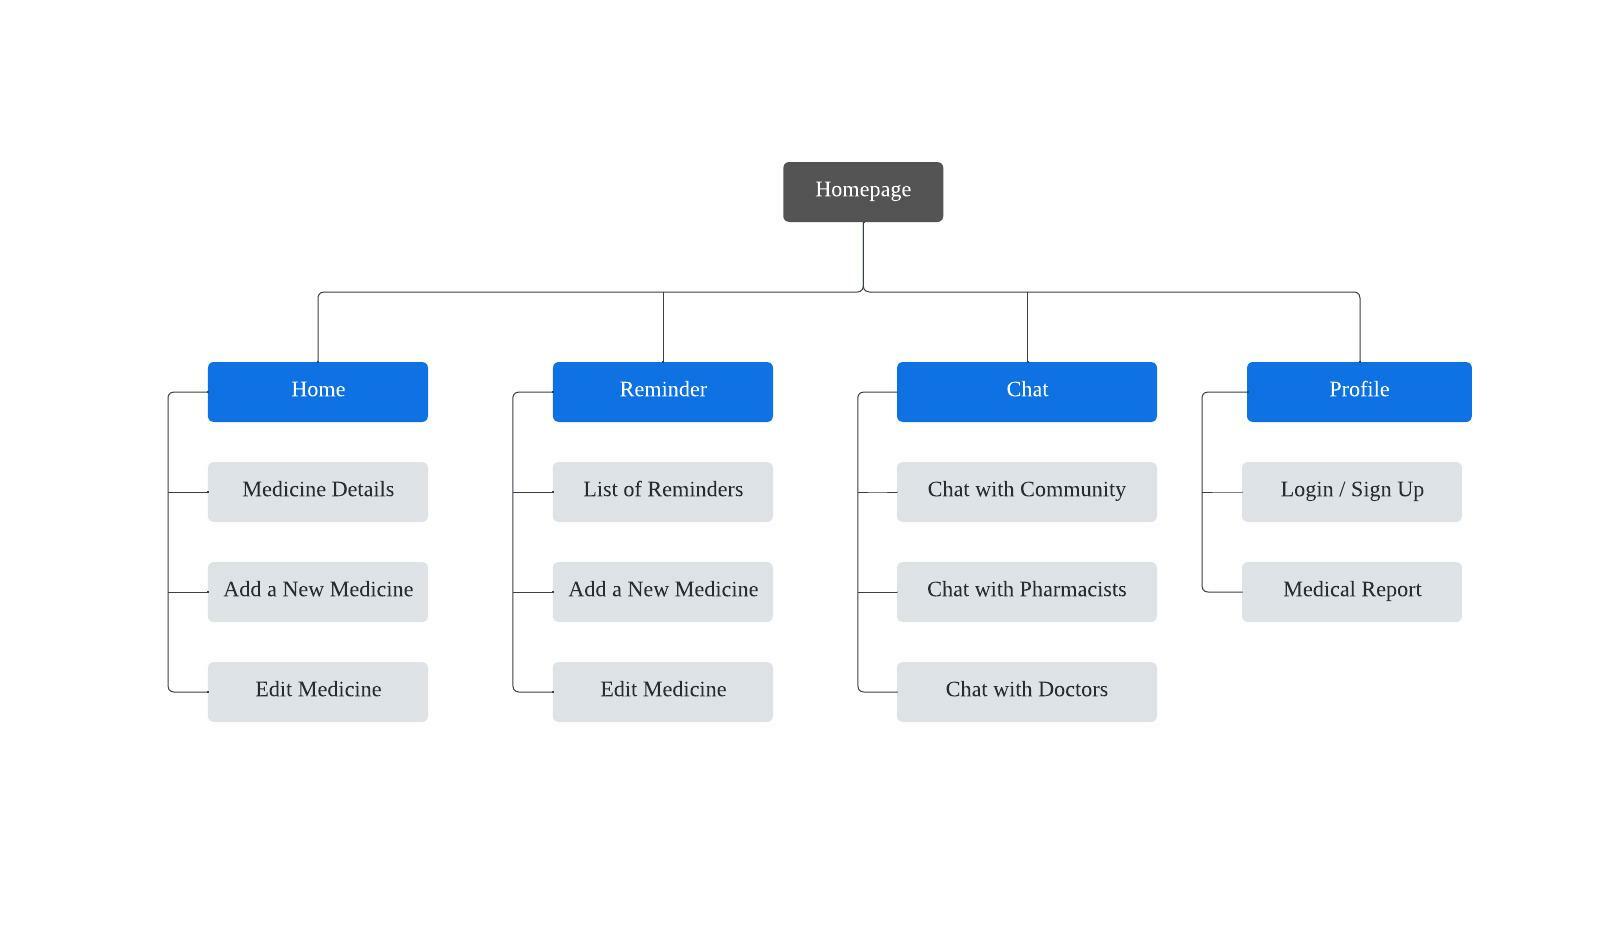 Homepage
Home
Reminder
Chat
Profile
Medicine Details
List of Reminders
Chat with Community
Login / Sign Up
Add a New Medicine
Add a New Medicine
Chat with Pharmacists
Medical Report
Edit Medicine
Edit Medicine
Chat with Doctors